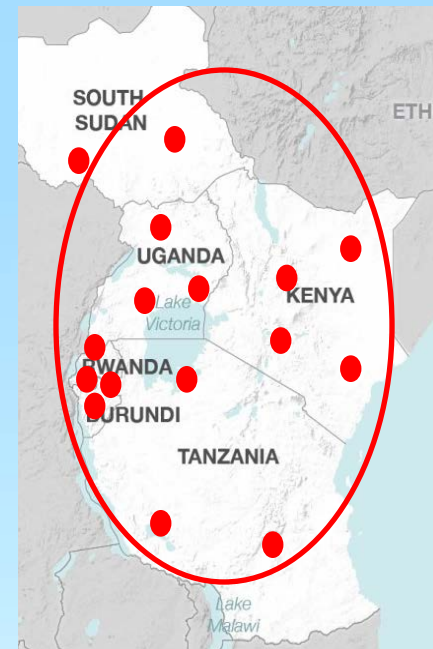 SOUTH
SUDAN
ETH
UGANDA
Lake
Victoria
KENYA
RWANDA
BURUNDI
TANZANIA
Lake
Malawi